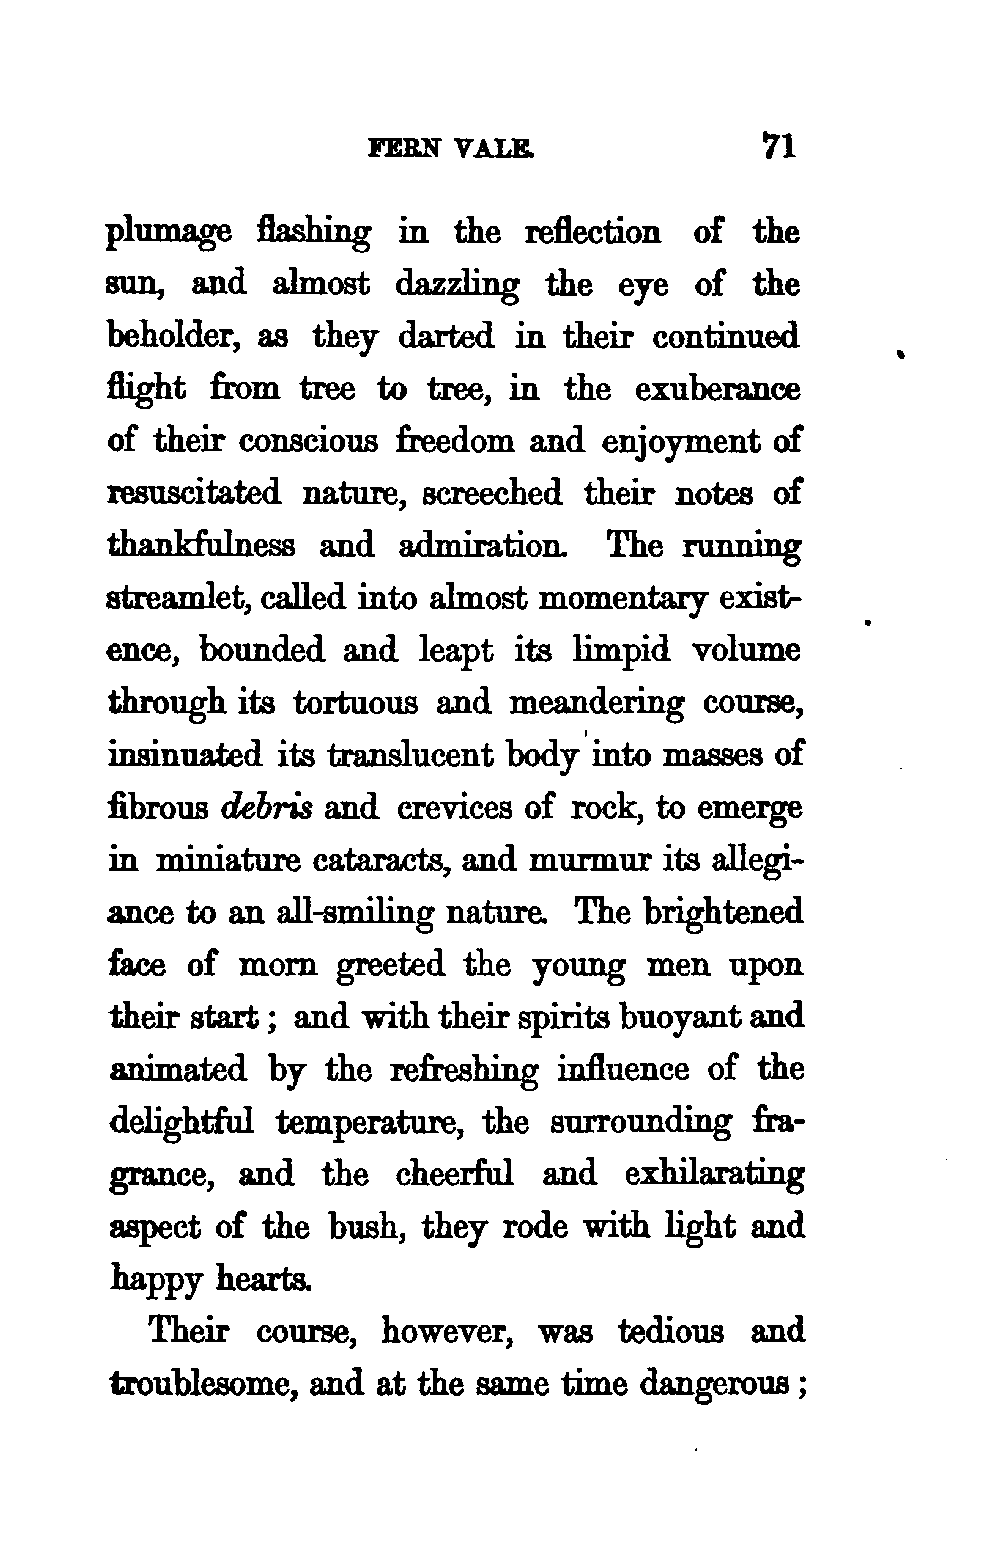 FERN VALE. 71
plumage flashing in the reflection of the
sun, and almost dazzling the eye of the
beholder, as they darted in their continued
flight from tree to tree, in the exuberance
of their conscious freedom and enjoyment of
resuscitated nature, screeched their notes of
thankfulness and admiration. The running
streamlet, called into almost momentary exist-
ence, bounded and leapt its limpid volume
through its tortuous and meandering course,
insinuated its translucent body into masses of
fibrous debris and crevices of rock, to emerge
in miniature cataracts, and murmur its allegi-
ance to an all-smiling nature. The brightened
face of morn greeted the young men upon
their start ; and with their spirits buoyant and
animated by the refreshing influence of the
delightful temperature, the surrounding fra-
grance, and the cheerful and exhilarating
aspect of the bush, they rode with light and
happy hearts.
Their course, however, was tedious and
troublesome, and at the same time dangerous ;